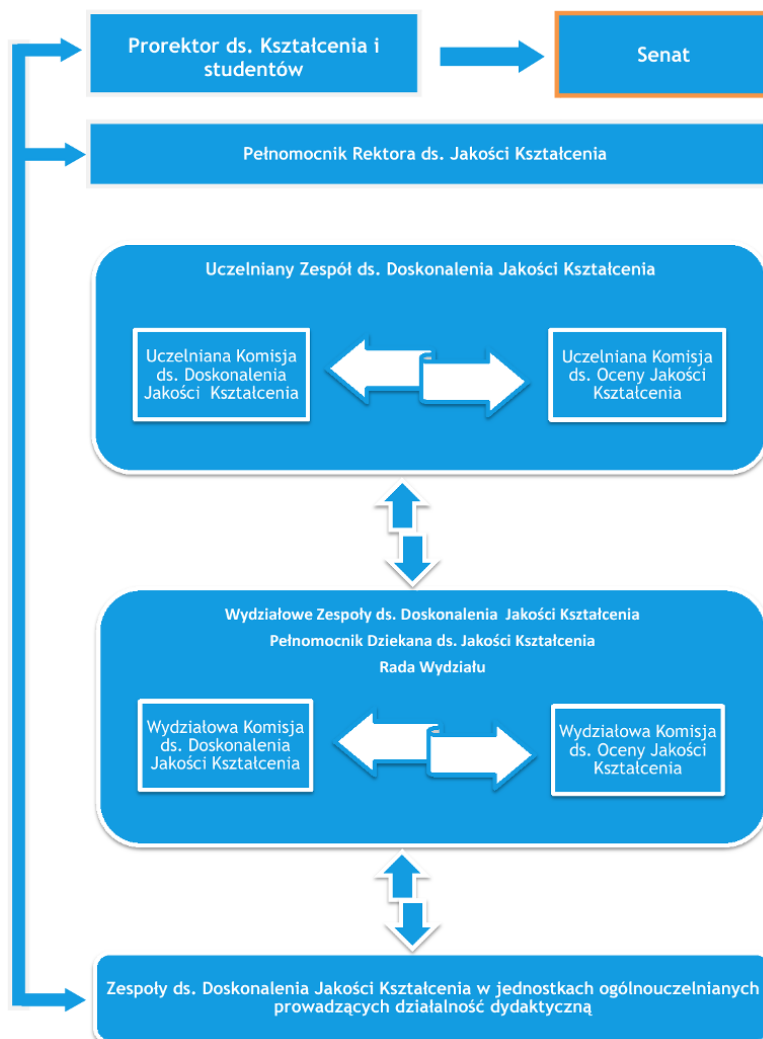 Prorektor ds. Kształcenia i
studentów
Senat
Pełnomocnik Rektora ds. Jakości Kształcenia
Uczelniany Zespół ds. Doskonalenia Jakości Kształcenia
Uczelniana Komisja
ds. Doskonalenia
Jakości Kształcenia
Uczelniana Komisja
ds. Oceny Jakości
Kształcenia
Wydziałowe Zespoły ds. Doskonalenia Jakości Kształcenia
Pełnomocnik Dziekana ds. Jakości Kształcenia
Rada Wydziału
Wydziałowa Komisja
ds. Doskonalenia
Jakości Kształcenia
Wydziałowa Komisja
ds. Oceny Jakości
Kształcenia
Zespoły ds. Doskonalenia Jakości Kształcenia w jednostkach ogólnouczelnianych
prowadzących działalność dydaktyczną